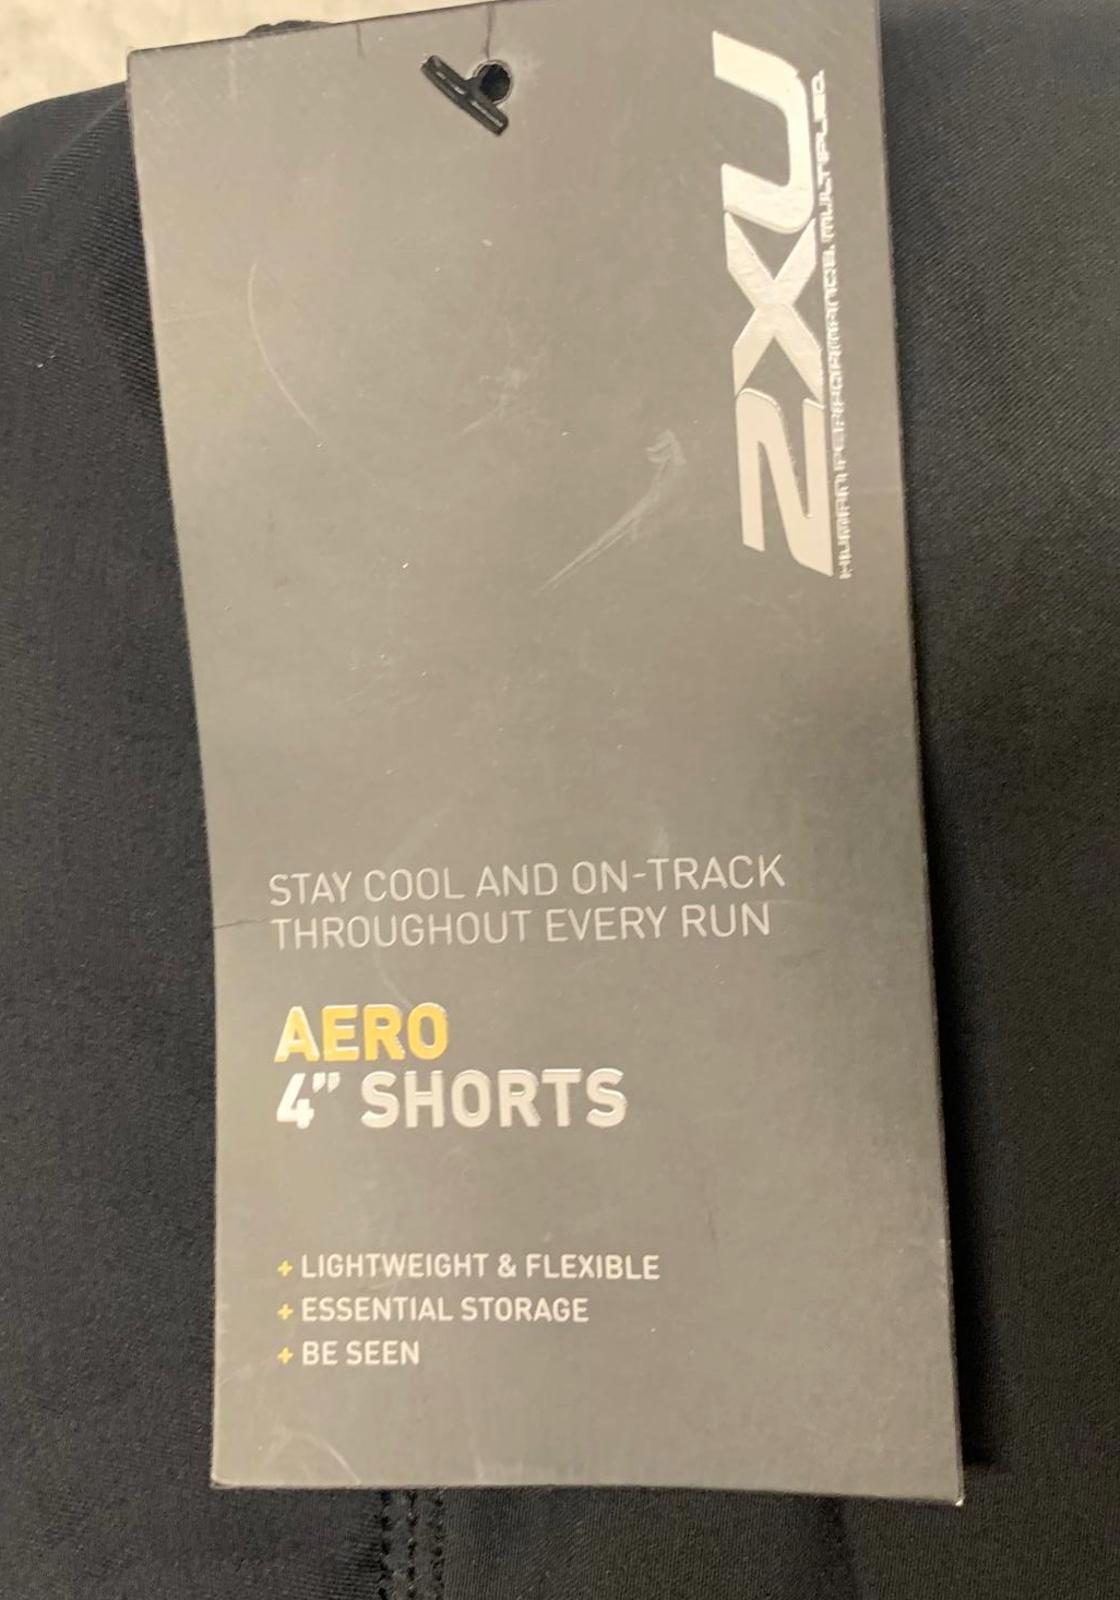 2XU
HUMAN PERFORMANCE. MULTIPLIED.
STAY COOL AND ON-TRACK
THROUGHOUT EVERY RUN
AERO
4” SHORTS
+ LIGHTWEIGHT & FLEXIBLE
+ ESSENTIAL STORAGE
+ BE SEEN